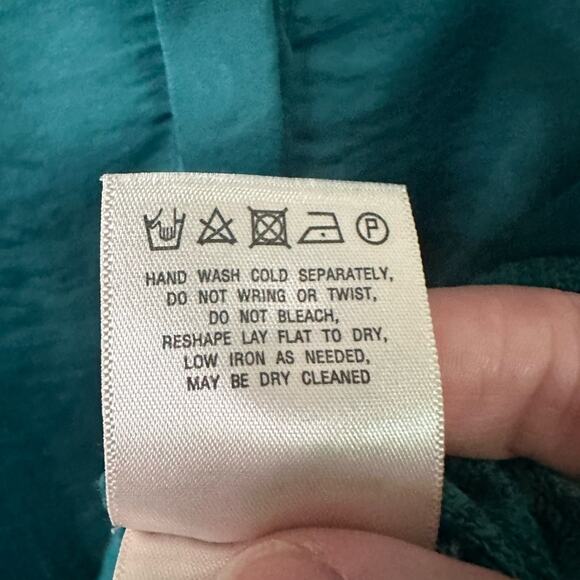 P
HAND WASH COLD SEPARATELY,
DO NOT WRING OR TWIST,
DO NOT BLEACH,
RESHAPE LAY FLAT TO DRY,
LOW IRON AS NEEDED,
MAY BE DRY CLEANED